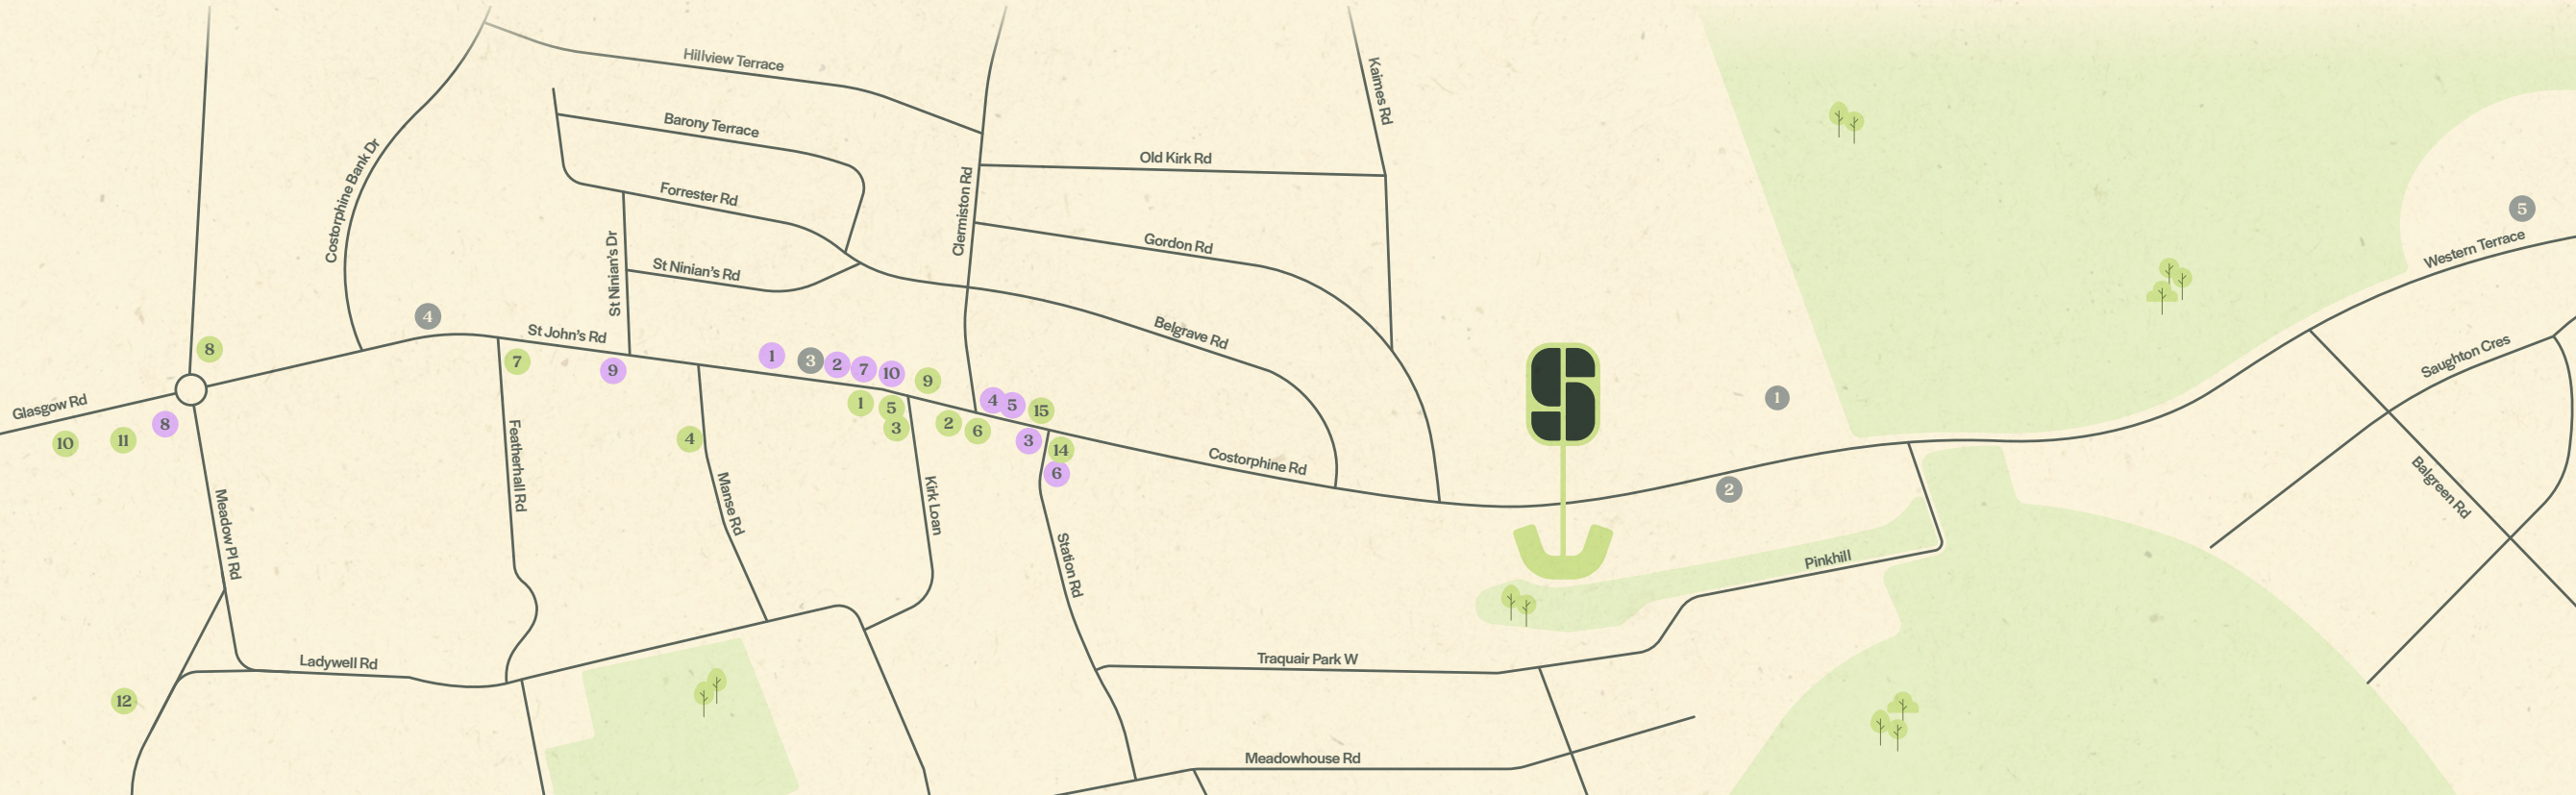 Hillview Terrace
Kaimes Rd
Barony Terrace
Costorphine Bank Dr
Old Kirk Rd
Forrester Rd
Clermiston Rd
5
Gordon Rd
Western Terrace
St Ninian's Dr
St Ninian's Rd
4
St John's Rd
Belgrave Rd
8
7
9
1
3
2
7
10
9
Saughton Cres
Glasgow Rd
8
10
11
4
1
5
3
2
6
4
5
15
3
14
6
1
2
Costorphine Rd
Featherhall Rd
Meadow Pl Rd
Manse Rd
Kirk Loan
Station Rd
Balgreen Rd
Pinkhill
Ladywell Rd
Traquair Park W
12
Meadowhouse Rd